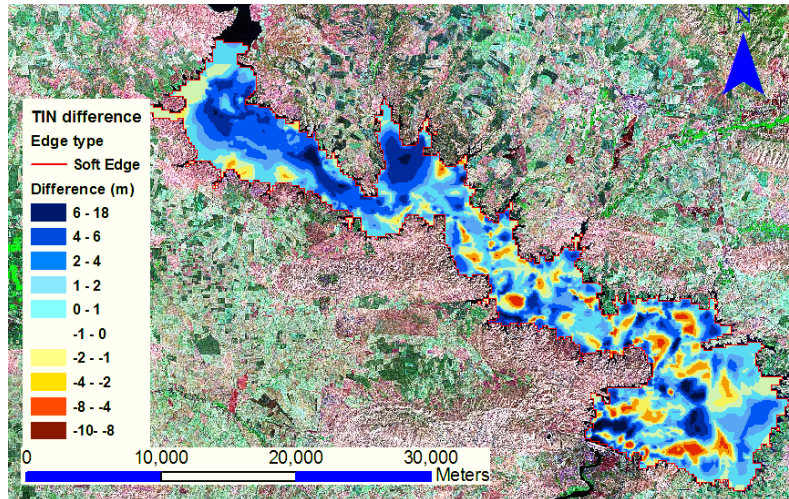 N
TIN difference
Edge type
Soft Edge
Difference (m)
6 - 18
4 - 6
2 - 4
1 - 2
0 - 1
-1 - 0
-2 - -1
-4 - -2
-8 - -4
-10- -8
0 10,000 20,000 30,000
Meters